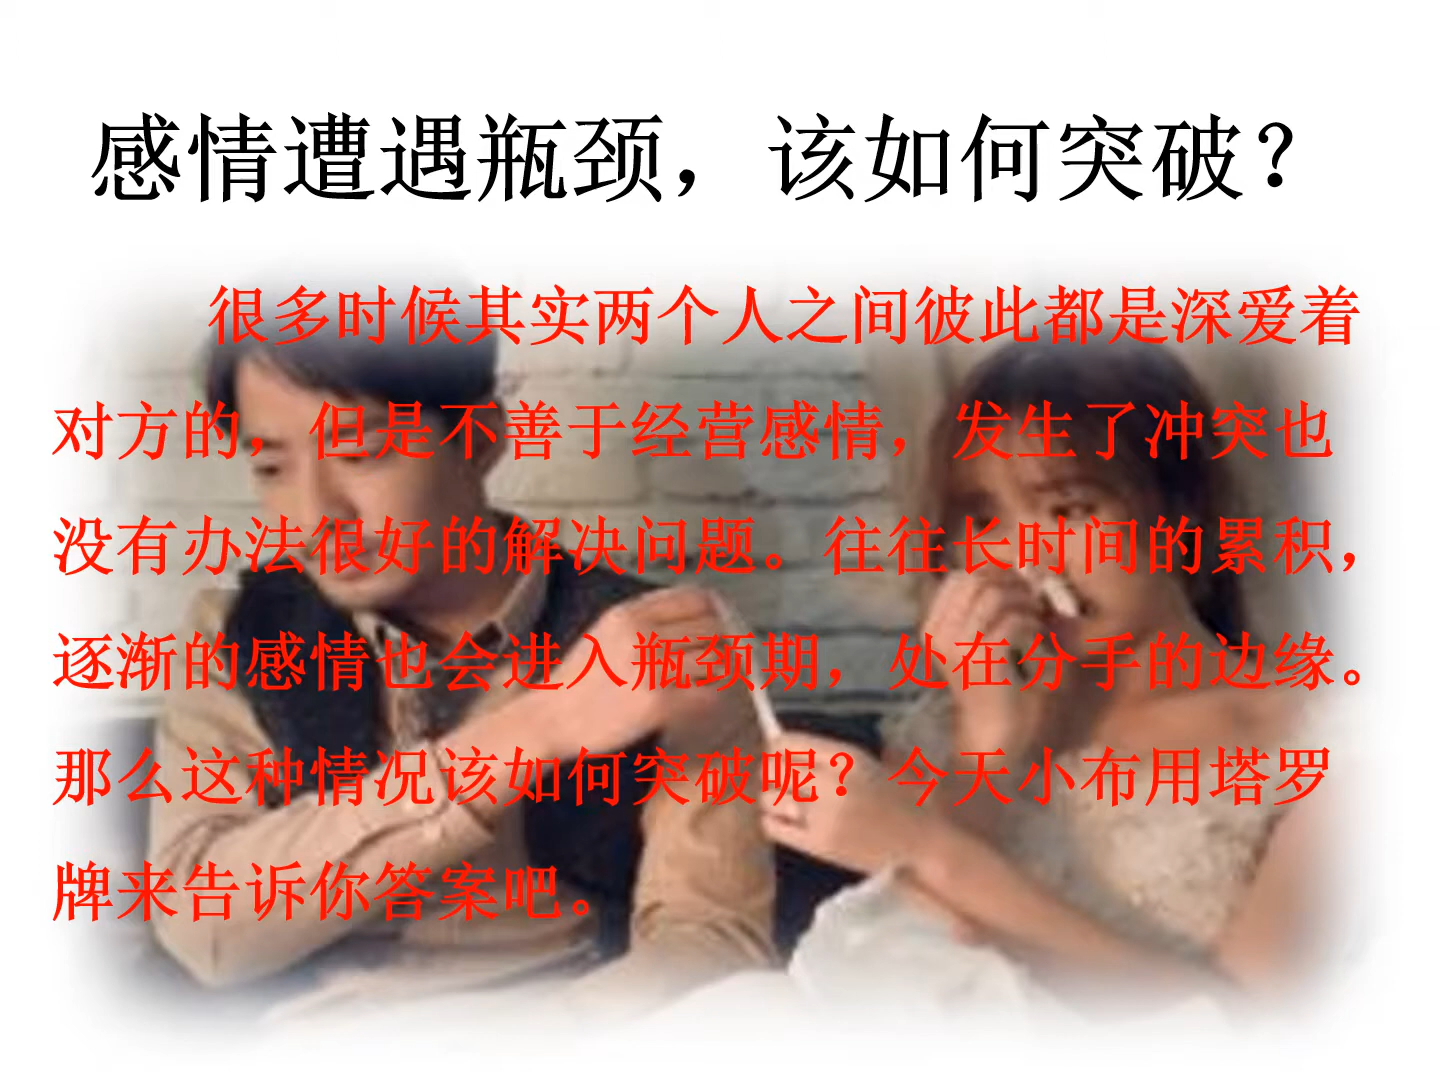 感情遭遇瓶颈，该如何突破？
很多时候其实两个人之间彼此都是深爱着
对方的，但是不善于经营感情，发生了冲突也
没有办法很好的解决问题。往往长时间的累积，
逐渐的感情也会进入瓶颈期，处在分手的边缘。
那么这种情况该如何突破呢？今天小布用塔罗
牌来告诉你答案吧。